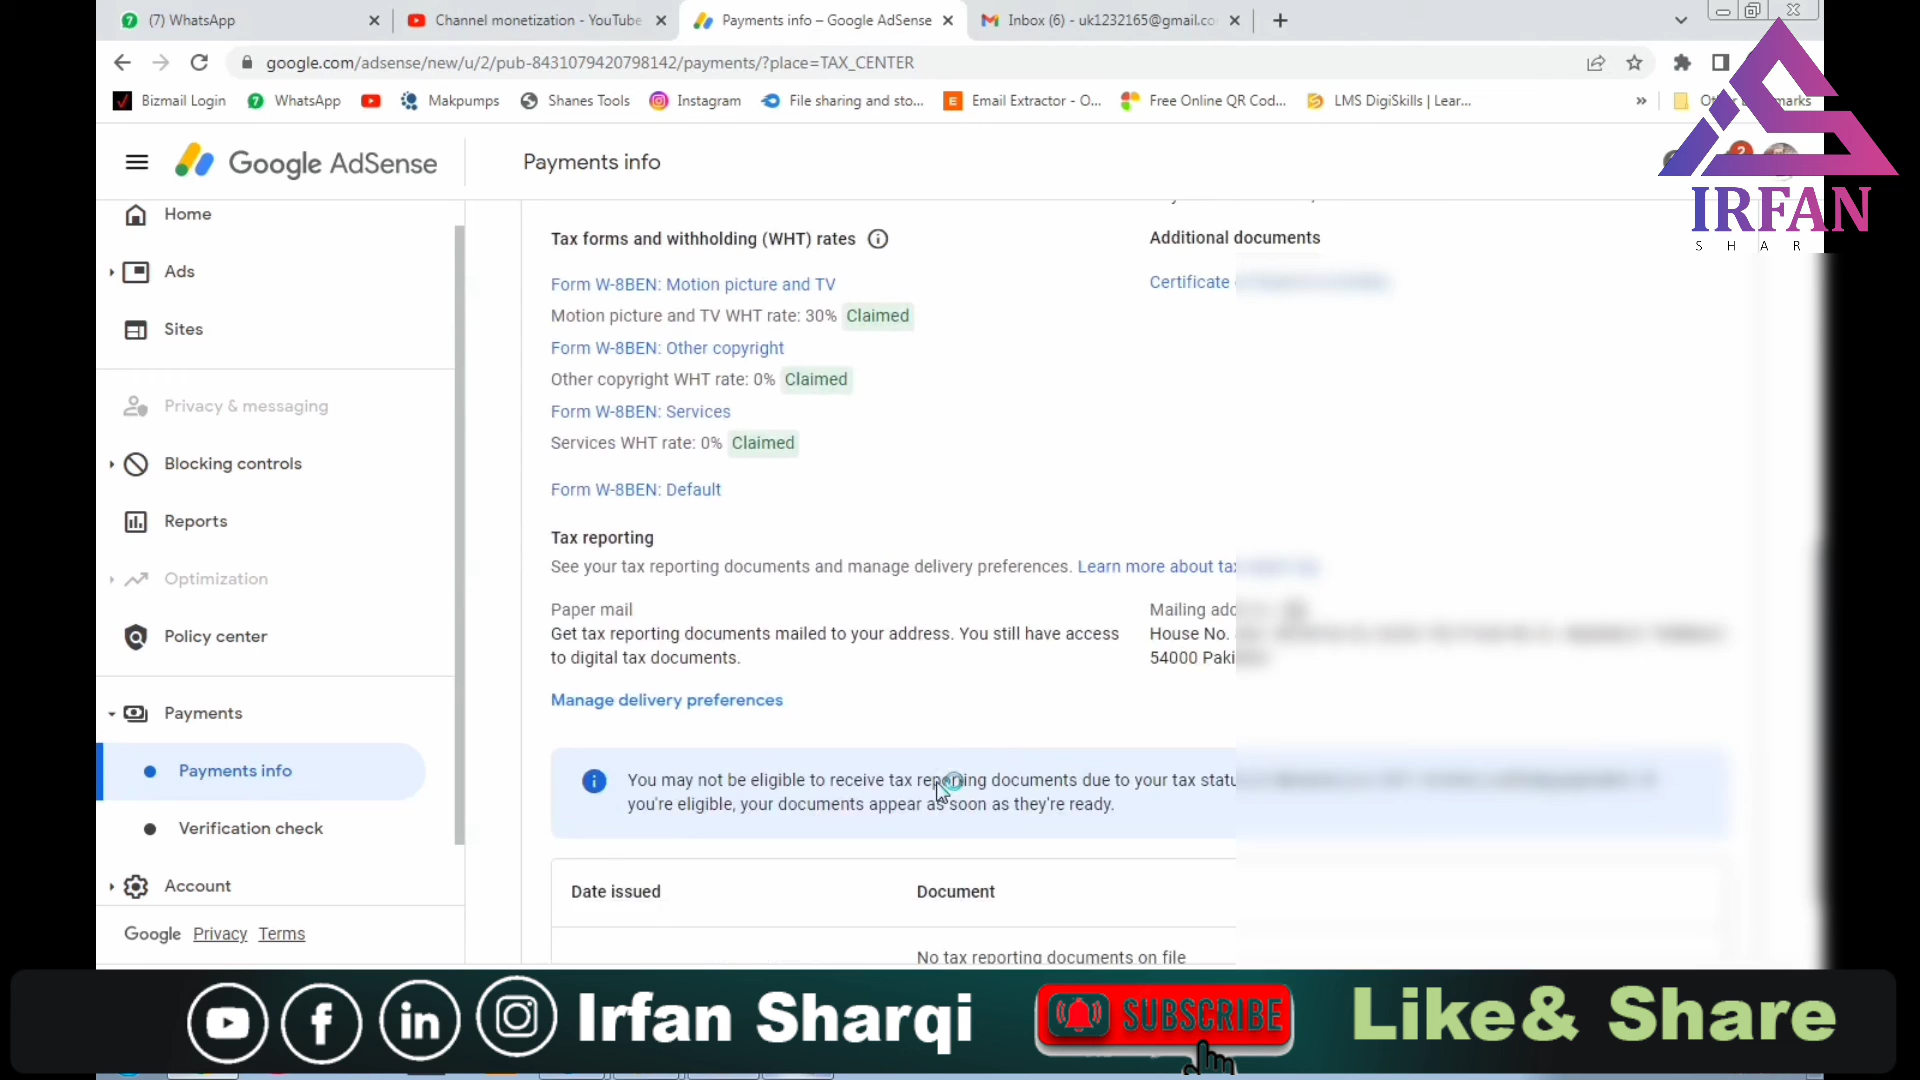 (7) WhatsApp
Channel monetization - YouTube
Payments info – Google AdSense
Inbox (6) - uk1232165@gmail.co
google.com/adsense/new/u/2/pub-8431079420798142/payments/?place=TAX_CENTER
Bizmail Login
WhatsApp
Makpumps
Shanes Tools
Instagram
File sharing and sto...
Email Extractor - O...
Free Online QR Cod...
LMS DigiSkills | Lear...
»
Google AdSense
Payments info
2
IRFAN
S H A R
Home
Ads
Sites
Privacy & messaging
Blocking controls
Reports
Optimization
Policy center
Payments
Payments info
Verification check
Account
Google Privacy Terms
Tax forms and withholding (WHT) rates
Form W-8BEN: Motion picture and TV
Motion picture and TV WHT rate: 30% Claimed
Form W-8BEN: Other copyright
Other copyright WHT rate: 0% Claimed
Form W-8BEN: Services
Services WHT rate: 0% Claimed
Form W-8BEN: Default
Additional documents
Certificate
Tax reporting
See your tax reporting documents and manage delivery preferences. Learn more about tax
Paper mail
Get tax reporting documents mailed to your address. You still have access
to digital tax documents.
Mailing add
House No.
54000 Paki
Manage delivery preferences
You may not be eligible to receive tax reporting documents due to your tax statu
you're eligible, your documents appear as soon as they're ready.
Date issued
Document
No tax reporting documents on file
Irfan Sharqi
SUBSCRIBE
Like& Share